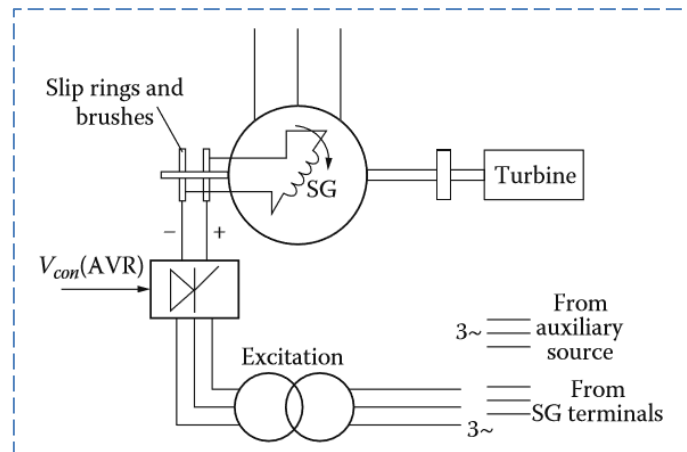 Slip rings and
brushes
SG
Turbine
− +
V_con(AVR)
From
3~ auxiliary
source
Excitation
From
SG terminals
3~